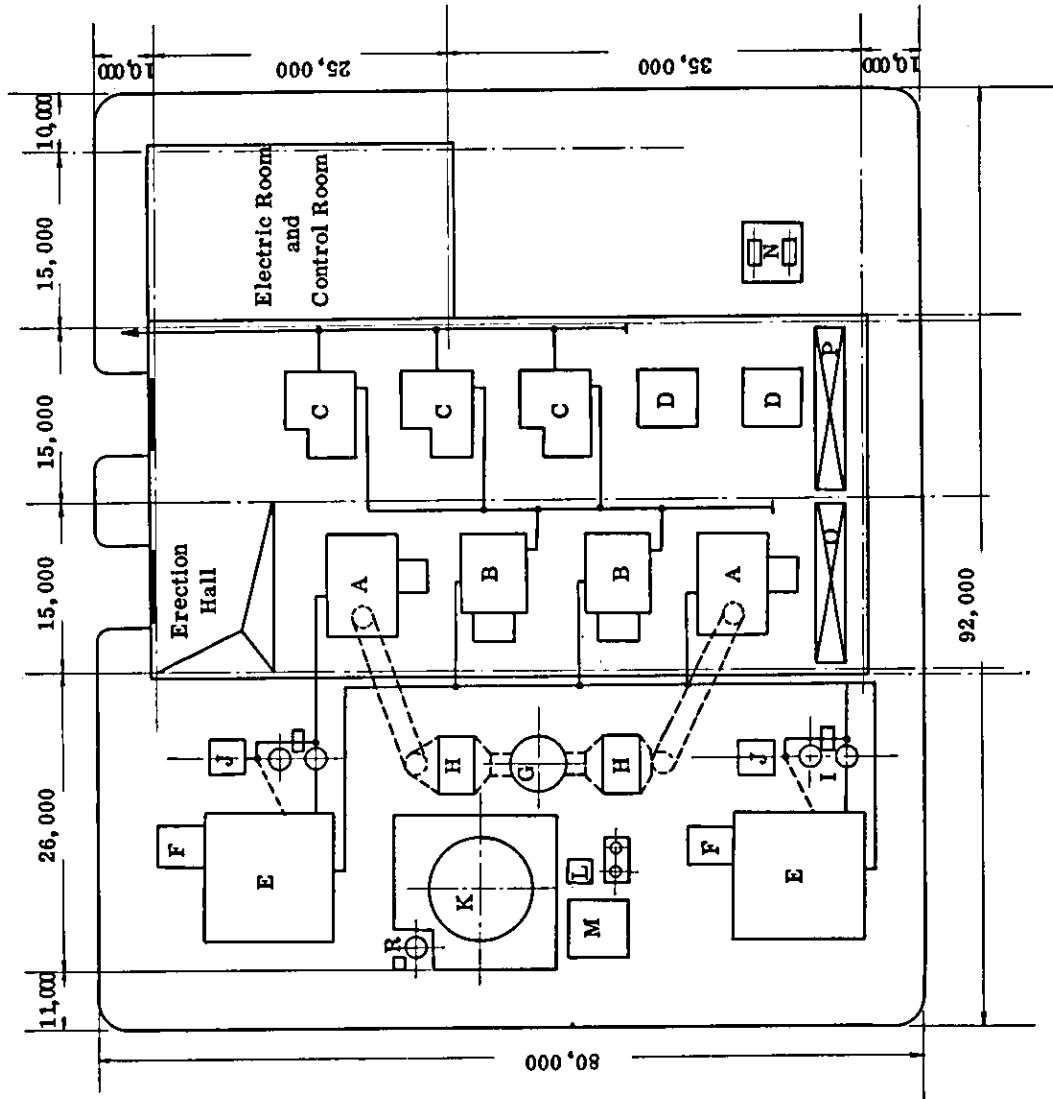 10,000
25,000
35,000
10,000
11,000
26,000
15,000
15,000
15,000
10,000
Electric Room
and
Control Room
Erection
Hall
C
C
C
D
D
N
P
O
A
B
B
A
J
F
E
H
G
H
K
R
L
M
J
I
F
E
92,000
80,000